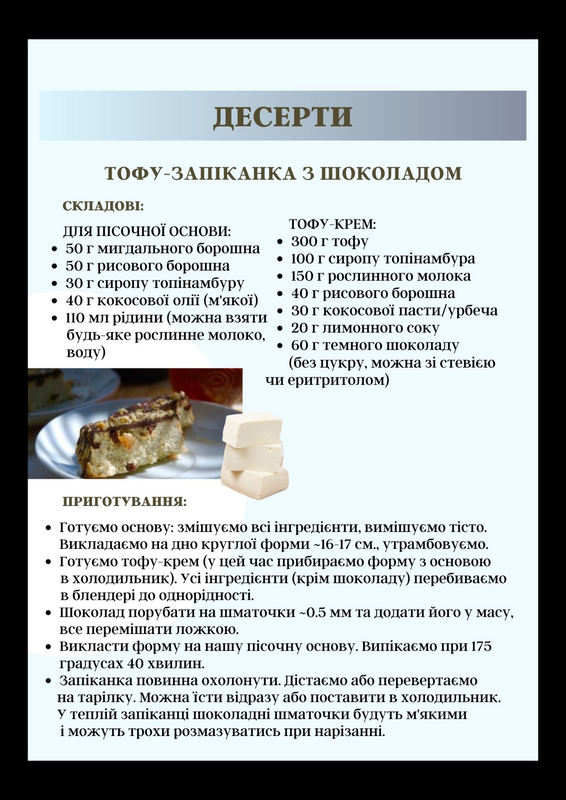 ДЕСЕРТИ
ТОФУ-ЗАПІКАНКА З ШОКОЛАДОМ
СКЛАДОВІ:
ДЛЯ ПІСОЧНОЇ ОСНОВИ:
• 50 г мигдального борошна
• 50 г рисового борошна
• 30 г сиропу топінамбуру
• 40 г кокосової олії (м'якої)
• 110 мл рідини (можна взяти
будь-яке рослинне молоко,
воду)
ТОФУ-КРЕМ:
• 300 г тофу
• 100 г сиропу топінамбура
• 150 г рослинного молока
• 40 г рисового борошна
• 30 г кокосової пасти/урбеча
• 20 г лимонного соку
• 60 г темного шоколаду
(без цукру, можна зі стевією
чи еритритолом)
ПРИГОТУВАННЯ:
• Готуємо основу: змішуємо всі інгредієнти, вимішуємо тісто.
Викладаємо на дно круглої форми ~16-17 см., утрамбовуємо.
• Готуємо тофу-крем (у цей час прибираємо форму з основою
в холодильник). Усі інгредієнти (крім шоколаду) перебиваємо
в блендері до однорідності.
• Шоколад порубати на шматочки ~0.5 мм та додати його у масу,
все перемішати ложкою.
• Викласти форму на нашу пісочну основу. Випікаємо при 175
градусах 40 хвилин.
• Запіканка повинна охолонути. Дістаємо або перевертаємо
на тарілку. Можна їсти відразу або поставити в холодильник.
У теплій запіканці шоколадні шматочки будуть м'якими
і можуть трохи розмазуватись при нарізанні.